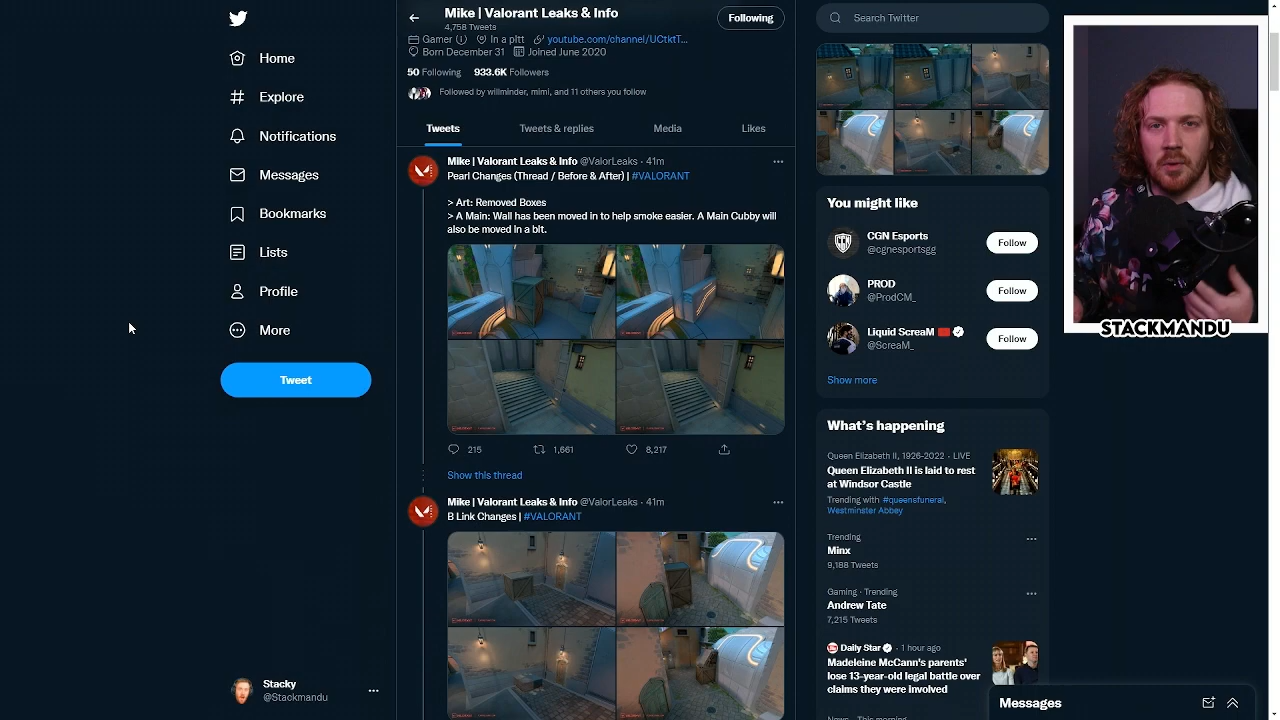 Home
Explore
Notifications
Messages
Bookmarks
Lists
Profile
More
Tweet
Stacky
@Stackmandu
Mike | Valorant Leaks & Info
4,758 Tweets
Following
Gamer
In a pltt
youtube.com/channel/UCtktT...
Born December 31
Joined June 2020
50 Following
933.6K Followers
Followed by willminder, mimi, and 11 others you follow
Tweets
Tweets & replies
Media
Likes
Mike | Valorant Leaks & Info @ValorLeaks · 41m
Pearl Changes (Thread / Before & After) | #VALORANT
> Art: Removed Boxes
> A Main: Wall has been moved in to help smoke easier. A Main Cubby will
also be moved in a bit.
215
1,661
8,217
Show this thread
Mike | Valorant Leaks & Info @ValorLeaks · 41m
B Link Changes | #VALORANT
Search Twitter
You might like
CGN Esports
@cgnesportsgg
Follow
PROD
@ProdCM_
Follow
Liquid ScreaM
@ScreaM_
Follow
Show more
What's happening
Queen Elizabeth II, 1926-2022 · LIVE
Queen Elizabeth II is laid to rest
at Windsor Castle
Trending with #queensfuneral,
Westminster Abbey
Trending
Minx
9,188 Tweets
Gaming · Trending
Andrew Tate
7,215 Tweets
Daily Star · 1 hour ago
Madeleine McCann's parents'
lose 13-year-old legal battle over
claims they were involved
News · This morning
Messages
STACKMANDU